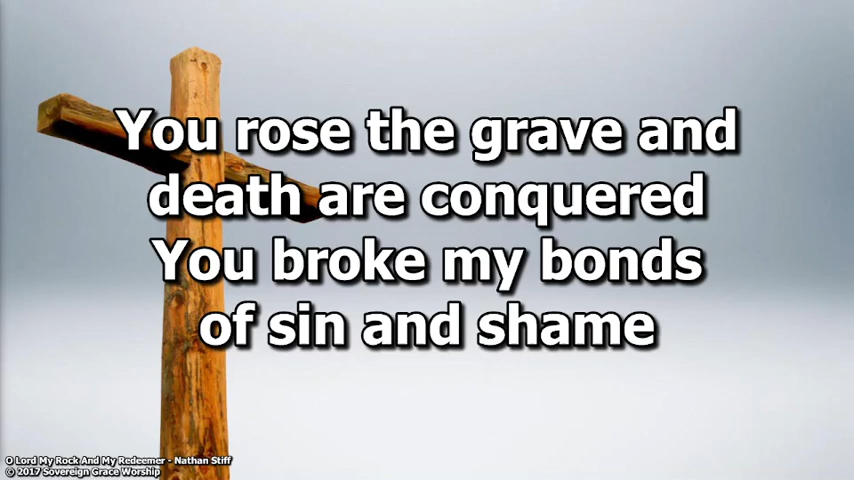 You rose the grave and
death are conquered
You broke my bonds
of sin and shame
O Lord My Rock And My Redeemer - Nathan Stiff
© 2017 Sovereign Grace Worship